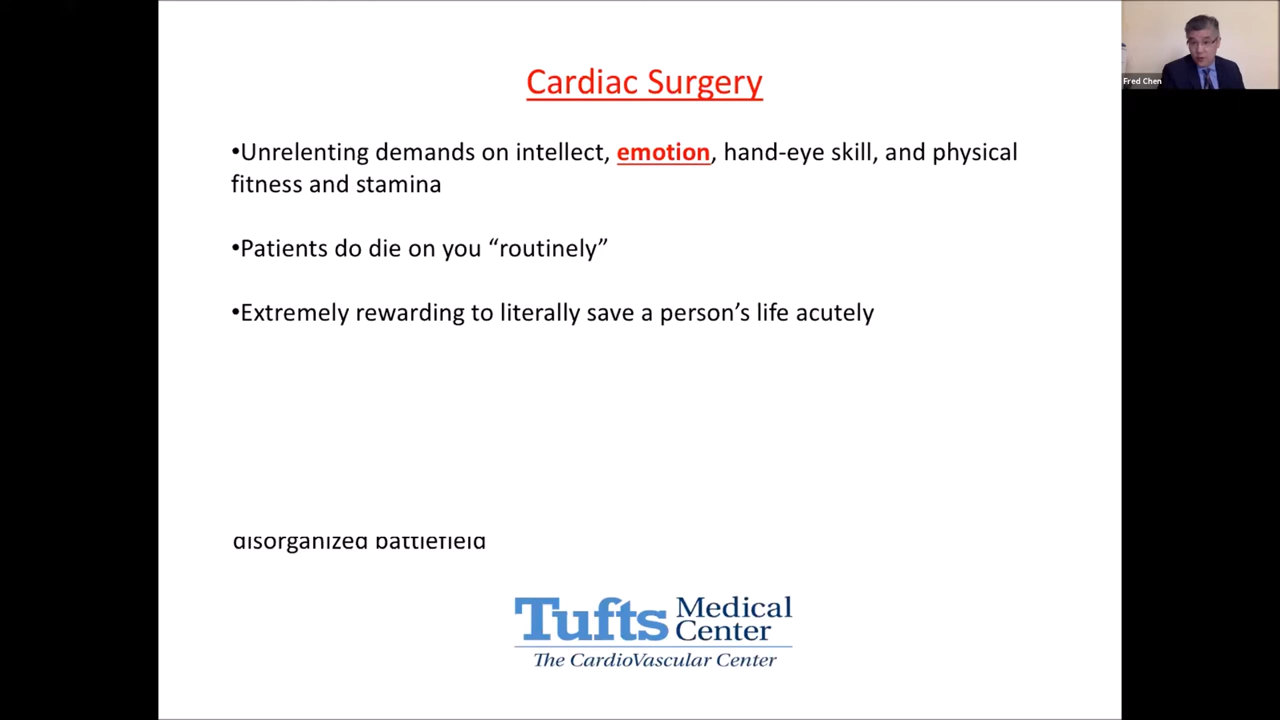 Cardiac Surgery
Fred Chen
•Unrelenting demands on intellect, emotion, hand-eye skill, and physical
fitness and stamina
•Patients do die on you “routinely”
•Extremely rewarding to literally save a person’s life acutely
disorganized battlefield
Tufts Medical
Center
The CardioVascular Center